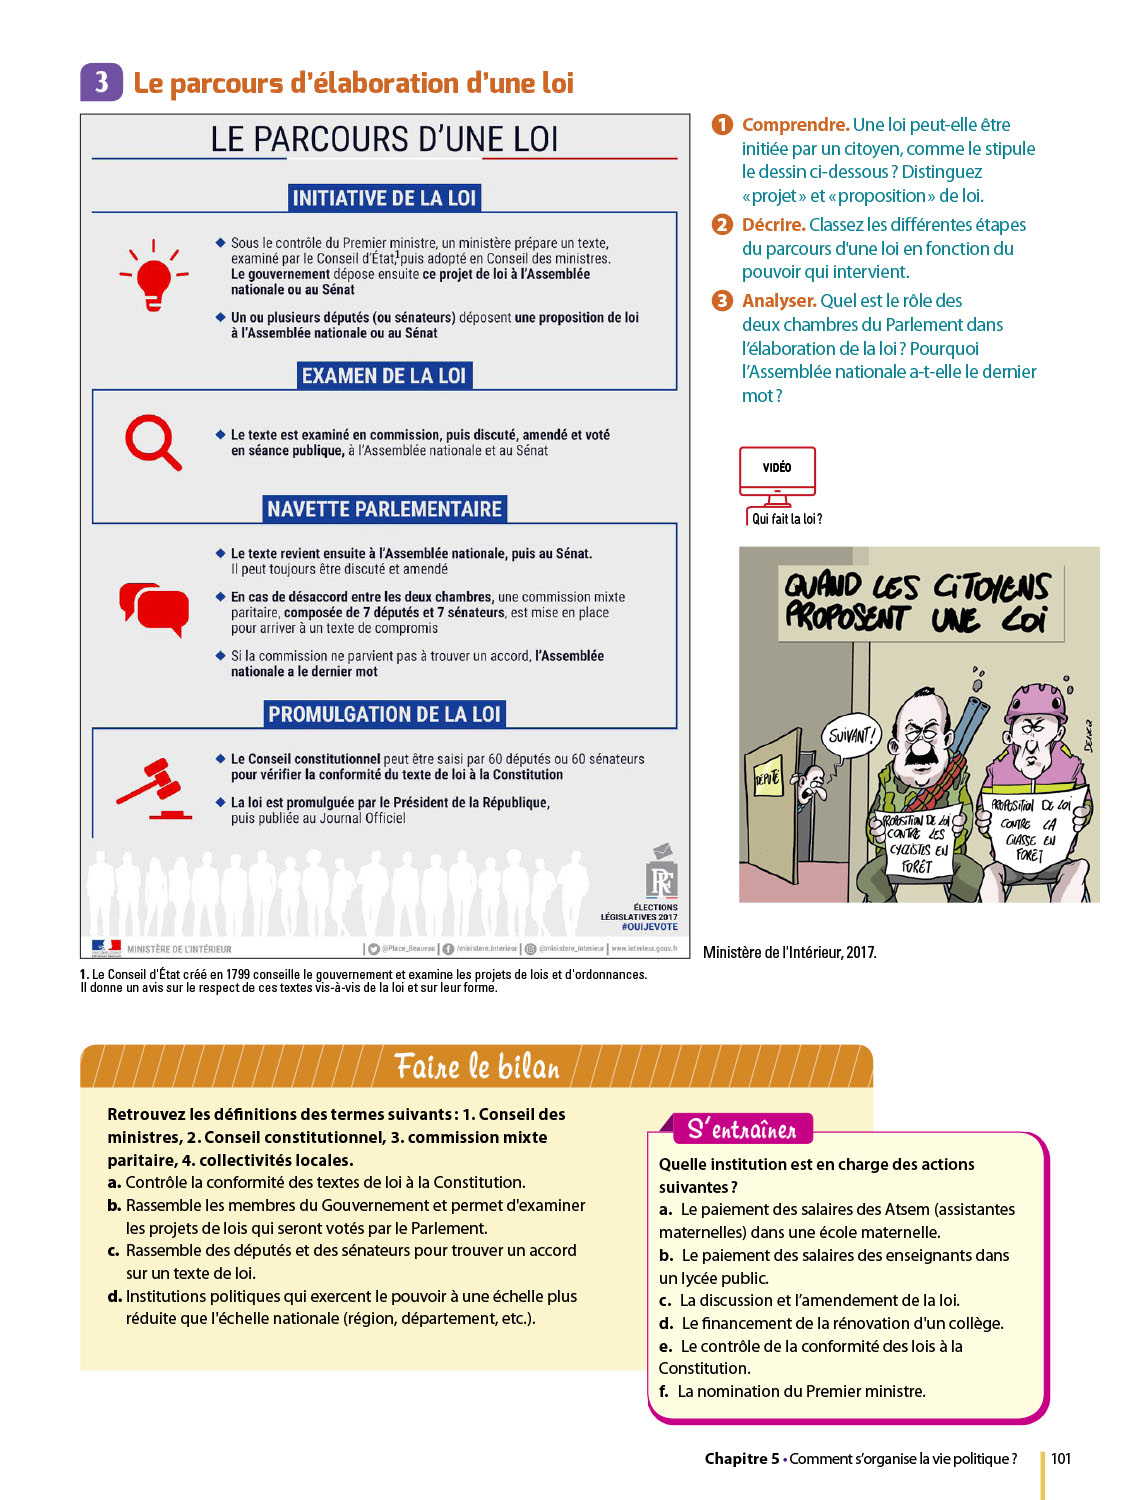 3 Le parcours d'élaboration d'une loi
LE PARCOURS D'UNE LOI
INITIATIVE DE LA LOI
◆ Sous le contrôle du Premier ministre, un ministère prépare un texte,
examiné par le Conseil d'État,1 puis adopté en Conseil des ministres.
Le gouvernement dépose ensuite ce projet de loi à l'Assemblée
nationale ou au Sénat
◆ Un ou plusieurs députés (ou sénateurs) déposent une proposition de loi
à l'Assemblée nationale ou au Sénat
EXAMEN DE LA LOI
◆ Le texte est examiné en commission, puis discuté, amendé et voté
en séance publique, à l'Assemblée nationale et au Sénat
NAVETTE PARLEMENTAIRE
◆ Le texte revient ensuite à l'Assemblée nationale, puis au Sénat.
Il peut toujours être discuté et amendé
◆ En cas de désaccord entre les deux chambres, une commission mixte
paritaire, composée de 7 députés et 7 sénateurs, est mise en place
pour arriver à un texte de compromis
◆ Si la commission ne parvient pas à trouver un accord, l'Assemblée
nationale a le dernier mot
PROMULGATION DE LA LOI
◆ Le Conseil constitutionnel peut être saisi par 60 députés ou 60 sénateurs
pour vérifier la conformité du texte de loi à la Constitution
◆ La loi est promulguée par le Président de la République,
puis publiée au Journal Officiel
RF
ÉLECTIONS
LÉGISLATIVES 2017
#OUIJEVOTE
MINISTÈRE DE L'INTÉRIEUR
@Place_Beauvau | /ministere.interieur | @ministere_interieur | www.interieur.gouv.fr
1. Le Conseil d'État créé en 1799 conseille le gouvernement et examine les projets de lois et d'ordonnances.
Il donne un avis sur le respect de ces textes vis-à-vis de la loi et sur leur forme.
1 Comprendre. Une loi peut-elle être
initiée par un citoyen, comme le stipule
le dessin ci-dessous ? Distinguez
« projet » et « proposition » de loi.
2 Décrire. Classez les différentes étapes
du parcours d'une loi en fonction du
pouvoir qui intervient.
3 Analyser. Quel est le rôle des
deux chambres du Parlement dans
l'élaboration de la loi ? Pourquoi
l'Assemblée nationale a-t-elle le dernier
mot ?
VIDÉO
Qui fait la loi ?
QUAND LES CITOYENS
PROPOSENT UNE LOI
SUIVANT !
DÉPUTÉ
PROPOSITION DE LOI
CONTRE LES
CYCLISTES EN
FORÊT
PROPOSITION DE LOI
CONTRE LA
CHASSE EN
FORÊT
Ministère de l'Intérieur, 2017.
Faire le bilan
Retrouvez les définitions des termes suivants : 1. Conseil des
ministres, 2. Conseil constitutionnel, 3. commission mixte
paritaire, 4. collectivités locales.
a. Contrôle la conformité des textes de loi à la Constitution.
b. Rassemble les membres du Gouvernement et permet d'examiner
les projets de lois qui seront votés par le Parlement.
c. Rassemble des députés et des sénateurs pour trouver un accord
sur un texte de loi.
d. Institutions politiques qui exercent le pouvoir à une échelle plus
réduite que l'échelle nationale (région, département, etc.).
S'entraîner
Quelle institution est en charge des actions
suivantes ?
a. Le paiement des salaires des Atsem (assistantes
maternelles) dans une école maternelle.
b. Le paiement des salaires des enseignants dans
un lycée public.
c. La discussion et l'amendement de la loi.
d. Le financement de la rénovation d'un collège.
e. Le contrôle de la conformité des lois à la
Constitution.
f. La nomination du Premier ministre.
Chapitre 5 • Comment s'organise la vie politique ? 101